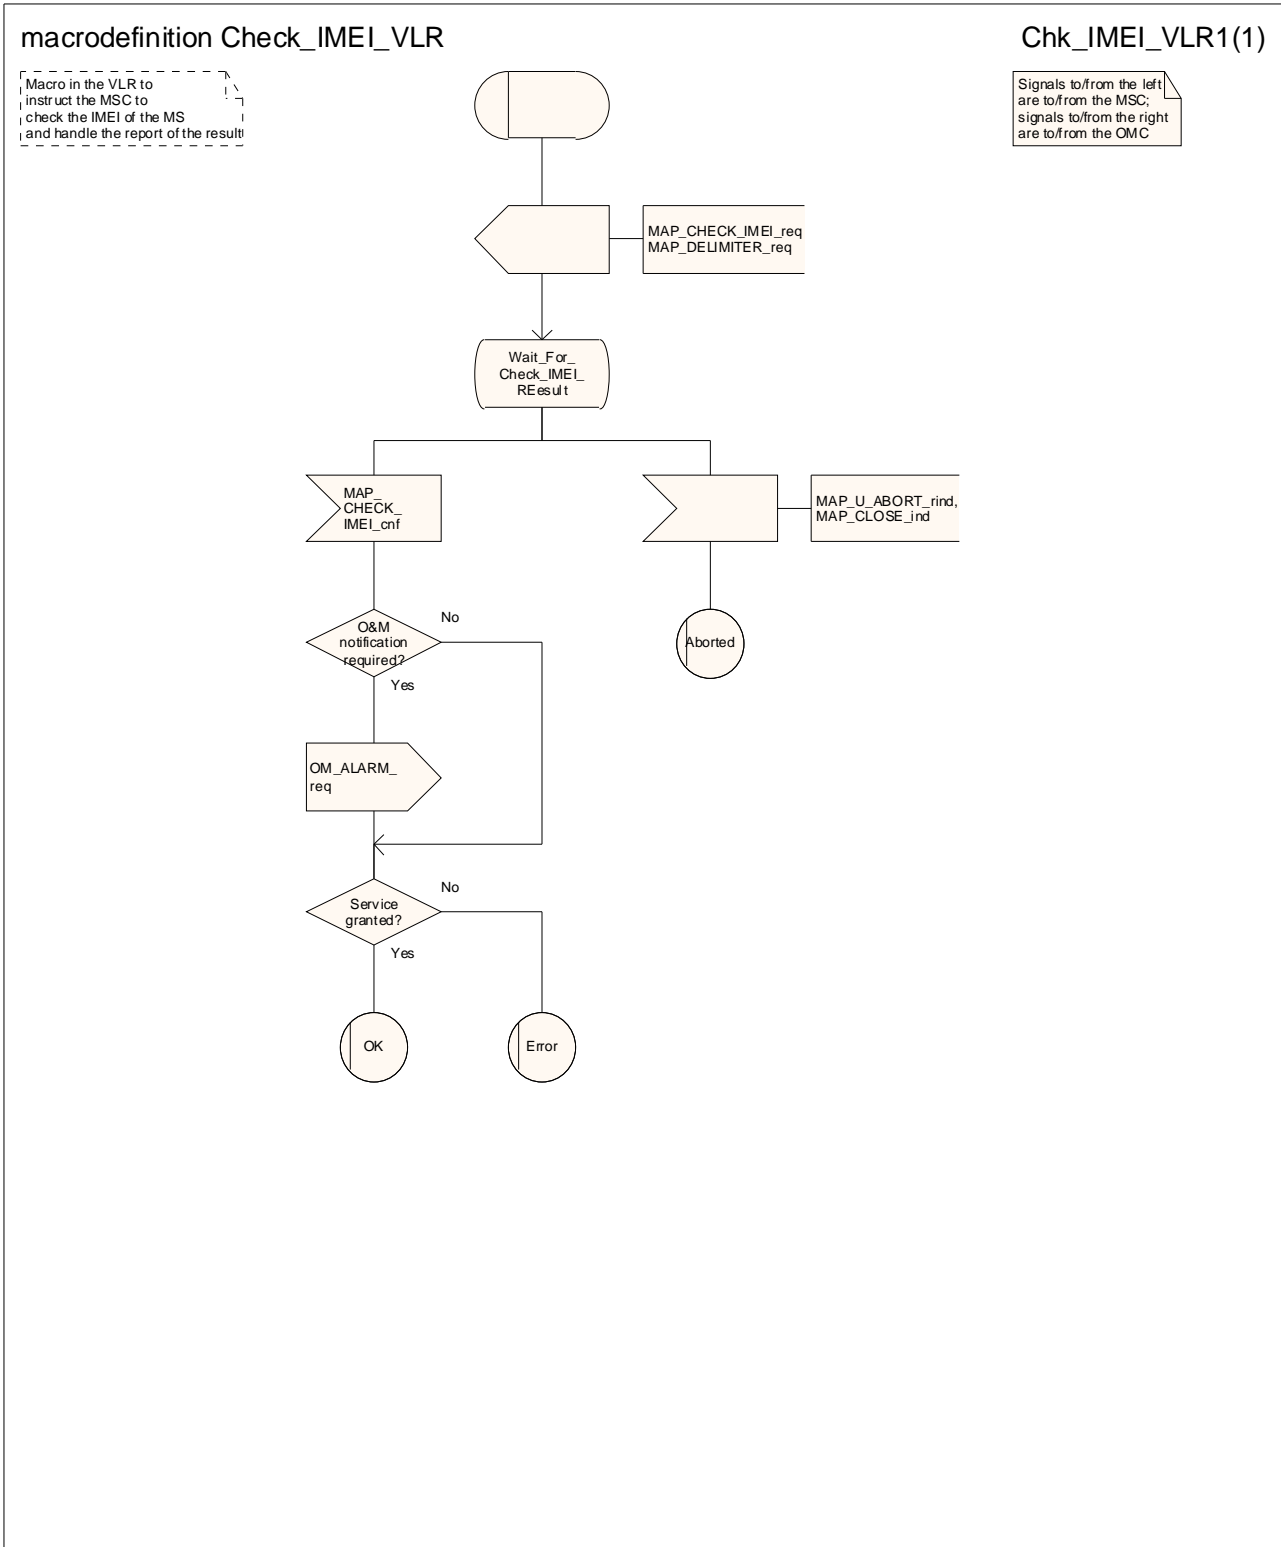 macrodefinition Check_IMEI_VLR
Chk_IMEI_VLR1(1)
Macro in the VLR to
instruct the MSC to
check the IMEI of the MS
and handle the report of the result
Signals to/from the left
are to/from the MSC;
signals to/from the right
are to/from the OMC
MAP_CHECK_IMEI_req
MAP_DELIMITER_req
Wait_For_
Check_IMEI_
REesult
MAP_
CHECK_
IMEI_cnf
MAP_U_ABORT_rind,
MAP_CLOSE_ind
O&M
notification
required?
No
Yes
Aborted
OM_ALARM_
req
Service
granted?
No
Yes
OK
Error